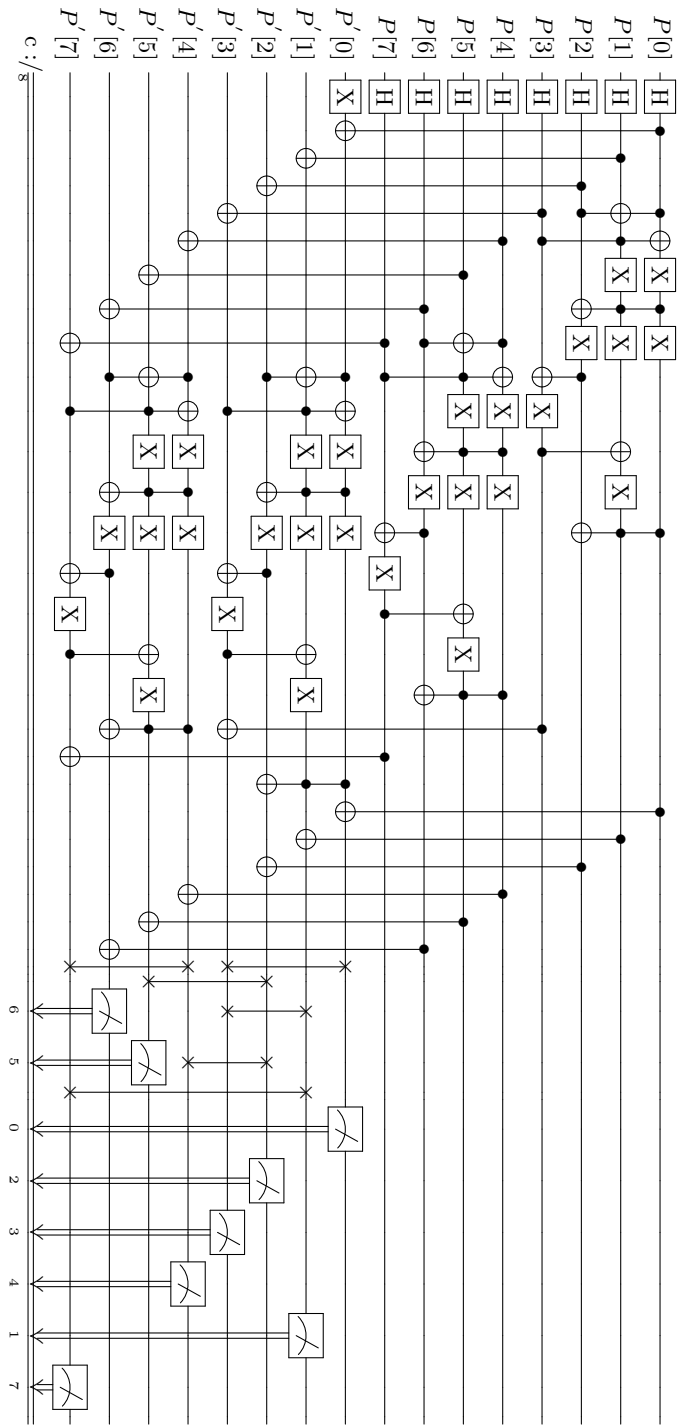 P[0] H X X
P[1] H X X X
P[2] H X
P[3] H X
P[4] H X X
P[5] H X X X
P[6] H X
P[7] H X
P′[0] X X X
P′[1] X X X
P′[2] X
P′[3] X
P′[4] X X
P′[5] X X X
P′[6] X
P′[7] X
c : /8 6 5 0 2 3 4 1 7